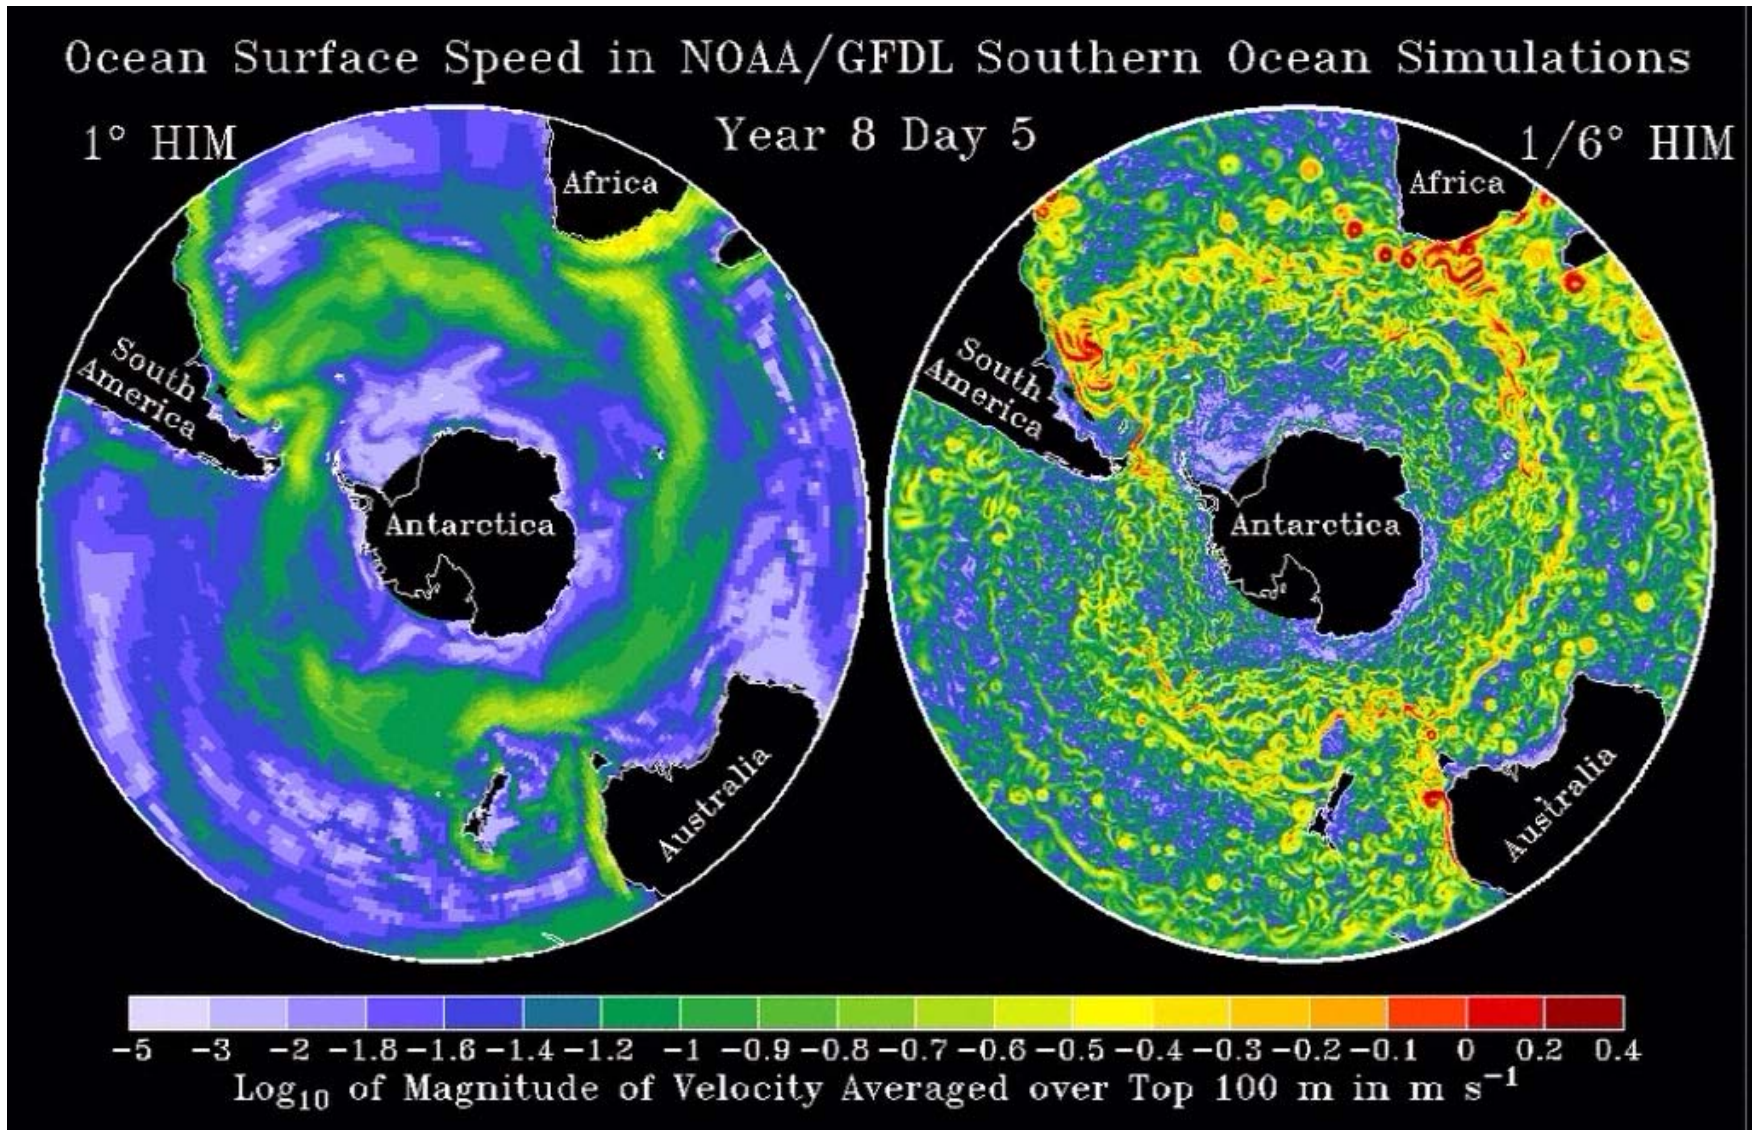 Ocean Surface Speed in NOAA/GFDL Southern Ocean Simulations
1° HIM
Year 8 Day 5
1/6° HIM
Africa
South
America
Antarctica
Australia
Africa
South
America
Antarctica
Australia
−5 −3 −2 −1.8 −1.6 −1.4 −1.2 −1 −0.9 −0.8 −0.7 −0.6 −0.5 −0.4 −0.3 −0.2 −0.1 0 0.2 0.4
Log₁₀ of Magnitude of Velocity Averaged over Top 100 m in m s⁻¹